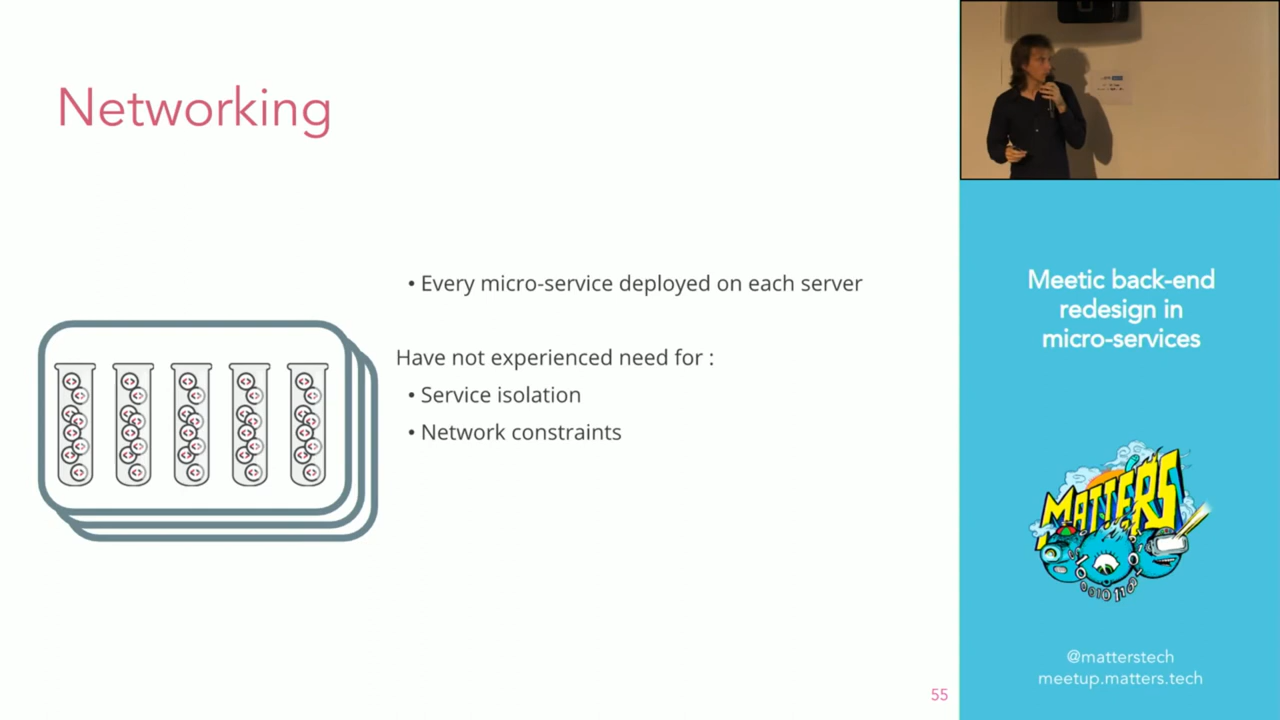 Networking
• Every micro-service deployed on each server
Have not experienced need for :
• Service isolation
• Network constraints
55
Meetic back-end
redesign in
micro-services
MATTERS
@matterstech
meetup.matters.tech